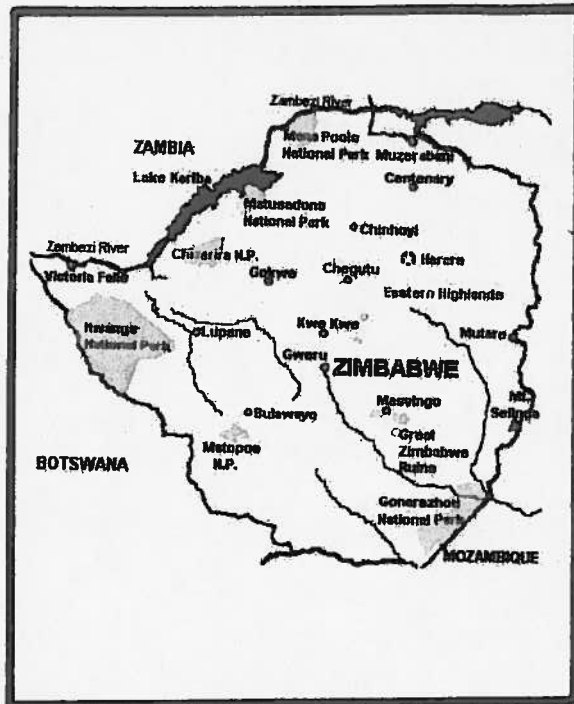 Zambezi River
Mana Pools
National Park
Muzarabani
ZAMBIA
Lake Kariba
Centenary
Matusadona
National Park
Chinhoyi
Zambezi River
Chizarira N.P.
Harare
Victoria Falls
Gokwe
Chegutu
Eastern Highlands
Hwange
National Park
Lupane
Kwe Kwe
Mutare
Gweru
ZIMBABWE
Masvingo
Mt.
Selinda
Bulawayo
Great
Zimbabwe
Ruins
Matopos
N.P.
BOTSWANA
Gonarezhou
National Park
MOZAMBIQUE